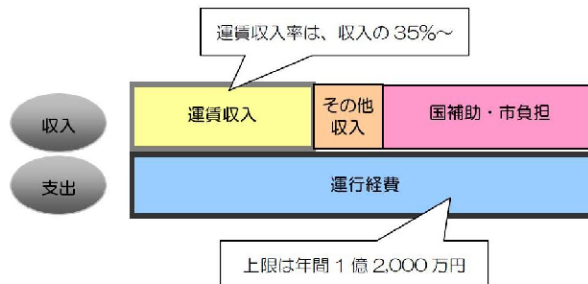 運賃収入率は、収入の35%~
収入
運賃収入
その他
収入
国補助・市負担
支出
運行経費
上限は年間1億2,000万円